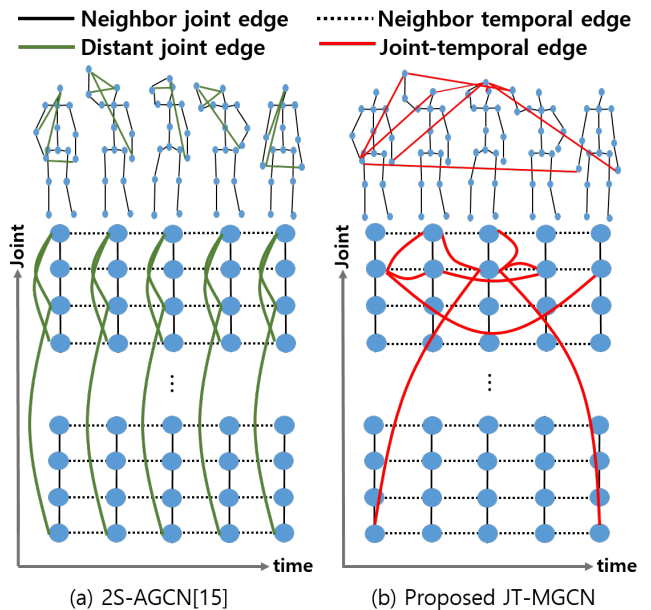 Neighbor joint edge
Neighbor temporal edge
Distant joint edge
Joint-temporal edge
Joint
Joint
...
...
time
time
(a) 2S-AGCN[15]
(b) Proposed JT-MGCN